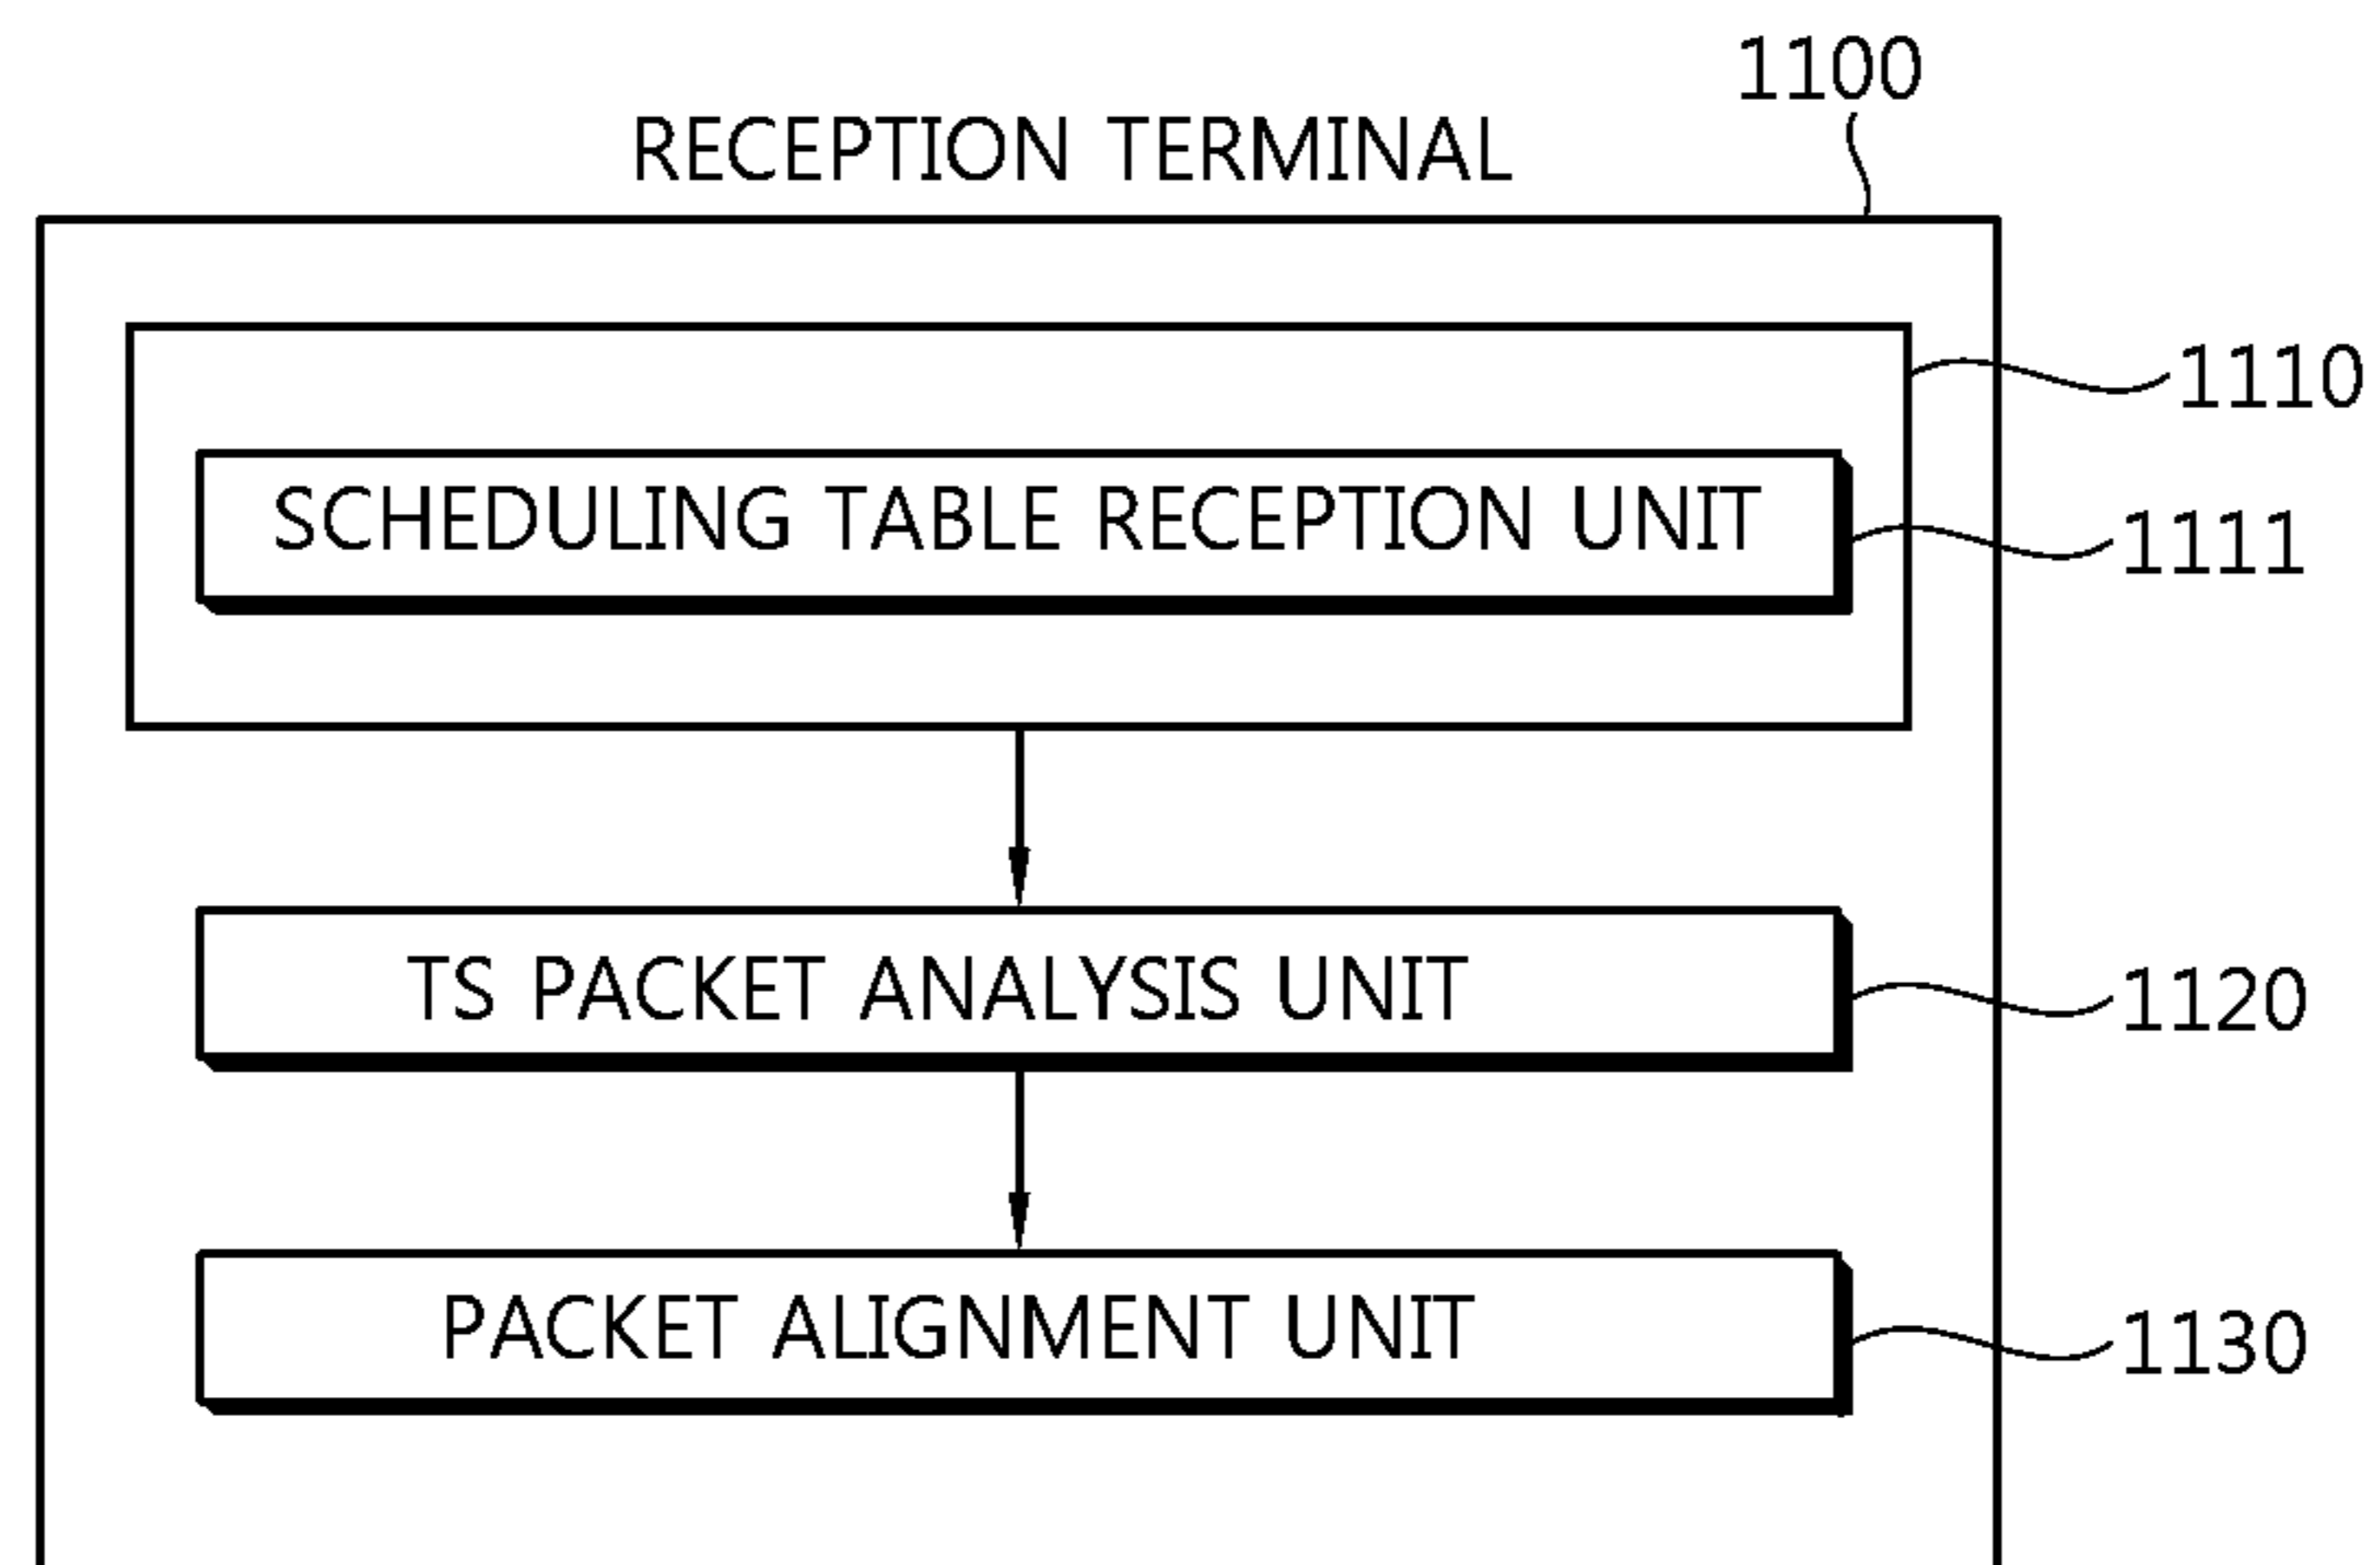 1100
RECEPTION TERMINAL
1110
SCHEDULING TABLE RECEPTION UNIT
1111
TS PACKET ANALYSIS UNIT
1120
PACKET ALIGNMENT UNIT
1130